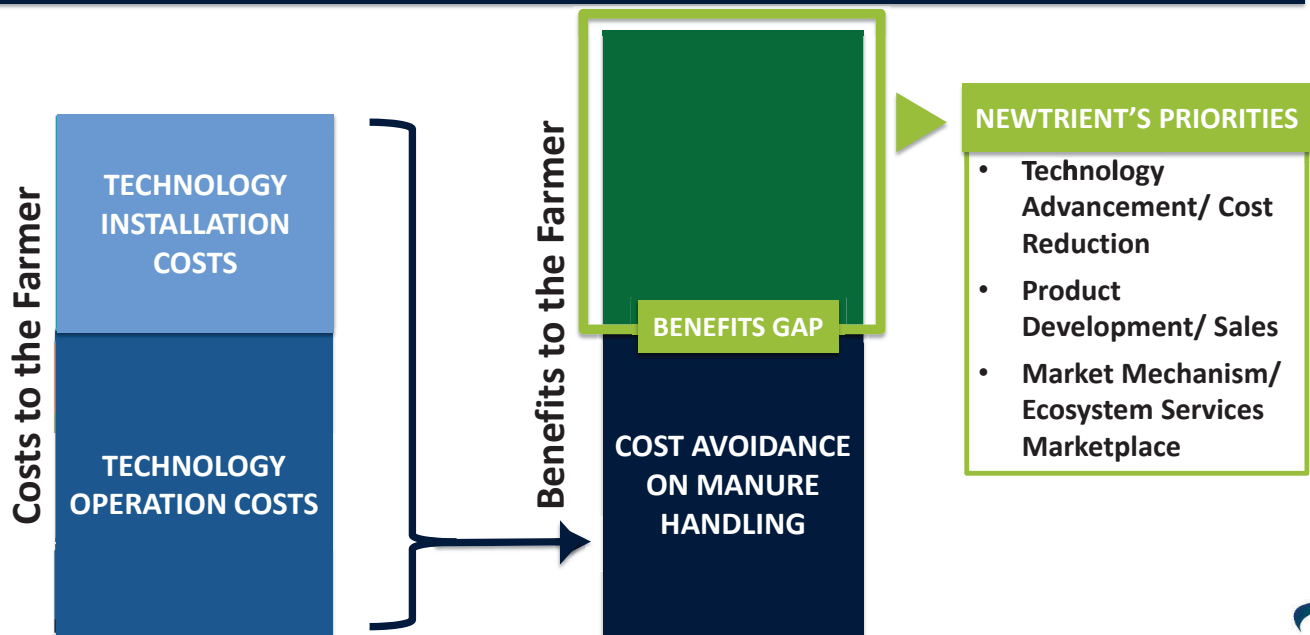 Costs to the Farmer
TECHNOLOGY
INSTALLATION
COSTS
TECHNOLOGY
OPERATION COSTS
Benefits to the Farmer
BENEFITS GAP
COST AVOIDANCE
ON MANURE
HANDLING
NEWTRIENT’S PRIORITIES
• Technology
Advancement/ Cost
Reduction
• Product
Development/ Sales
• Market Mechanism/
Ecosystem Services
Marketplace